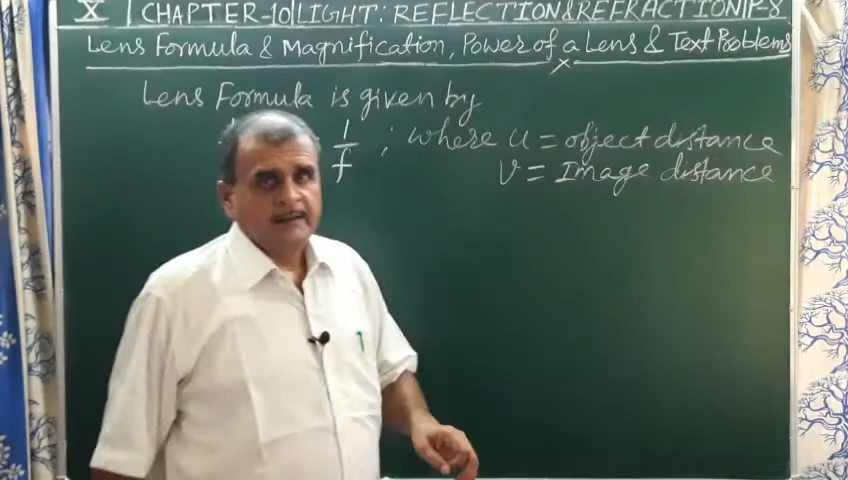 X | CHAPTER-10 | LIGHT: REFLECTION & REFRACTION | P-8
Lens Formula & Magnification, Power of a Lens & Text Problems
Lens Formula is given by
1/f ; where u = object distance
v = Image distance